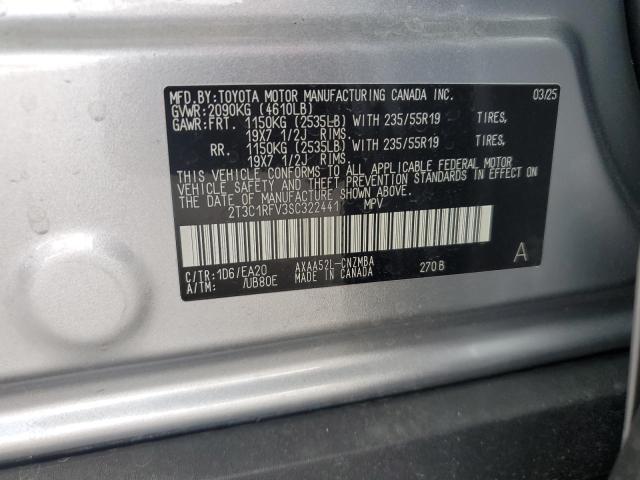 MFD.BY:TOYOTA MOTOR MANUFACTURING CANADA INC. 03/25
GVWR:2090KG (4610LB)
GAWR:FRT. 1150KG (2535LB) WITH 235/55R19 TIRES,
19X7 1/2J RIMS.
RR. 1150KG (2535LB) WITH 235/55R19 TIRES,
19X7 1/2J RIMS.
THIS VEHICLE CONFORMS TO ALL APPLICABLE FEDERAL MOTOR
VEHICLE SAFETY AND THEFT PREVENTION STANDARDS IN EFFECT ON
THE DATE OF MANUFACTURE SHOWN ABOVE.
2T3C1RFV3SC322441 MPV
C/TR:1D6/EA20 AXAA52L-CNZMBA 270B A
A/TM: /UB80E MADE IN CANADA